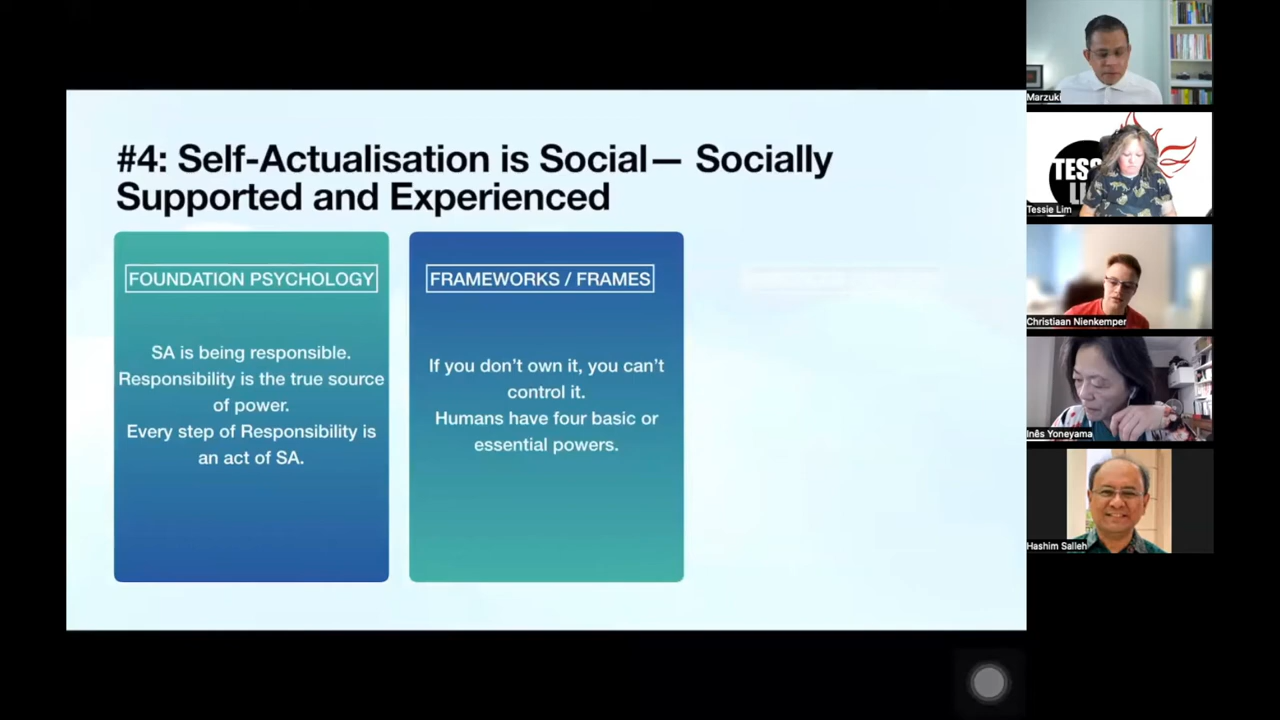 #4: Self-Actualisation is Social— Socially
Supported and Experienced
FOUNDATION PSYCHOLOGY
SA is being responsible.
Responsibility is the true source
of power.
Every step of Responsibility is
an act of SA.
FRAMEWORKS / FRAMES
If you don’t own it, you can’t
control it.
Humans have four basic or
essential powers.
Marzuki
TESS
LI
Tessie Lim
Christiaan Nienkemper
Inês Yoneyama
Hashim Salleh